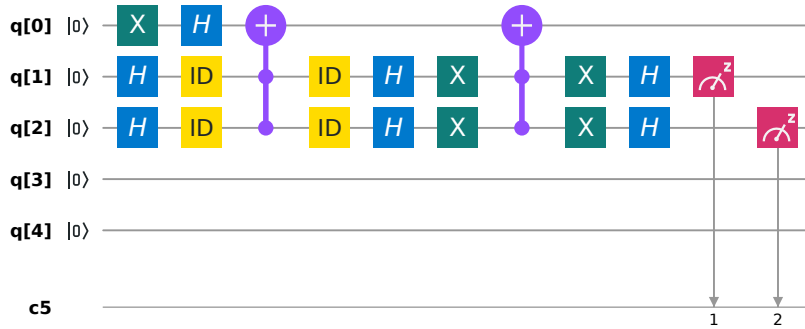 q[0] |0⟩ X H +
q[1] |0⟩ H ID ID H X X H z
q[2] |0⟩ H ID ID H X X H z
q[3] |0⟩
q[4] |0⟩
c5
1 2